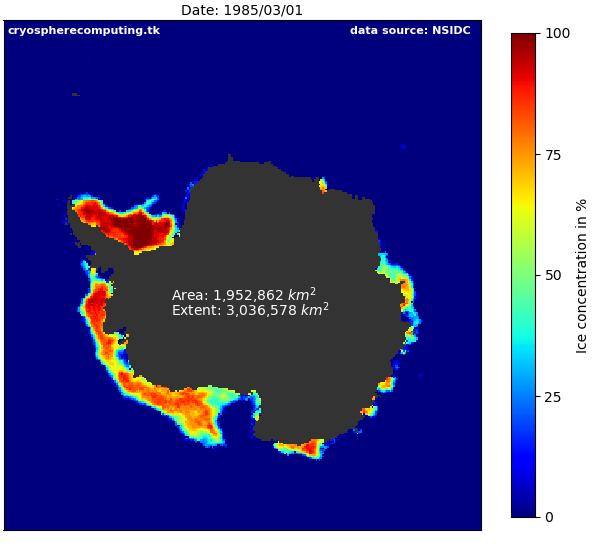 Date: 1985/03/01
cryospherecomputing.tk
data source: NSIDC
100
75
50
25
0
Ice concentration in %
Area: 1,952,862 km²
Extent: 3,036,578 km²